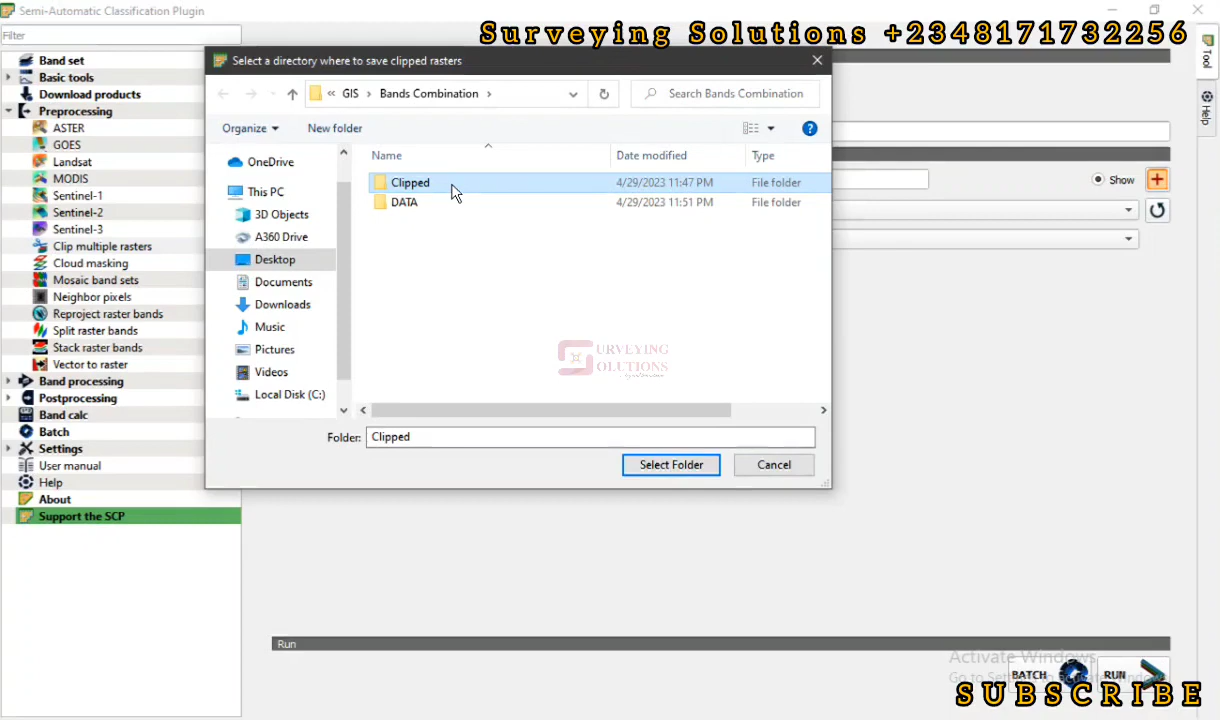 Semi-Automatic Classification Plugin
Surveying Solutions +2348171732256
Filter
Band set
Basic tools
Download products
Preprocessing
ASTER
GOES
Landsat
MODIS
Sentinel-1
Sentinel-2
Sentinel-3
Clip multiple rasters
Cloud masking
Mosaic band sets
Neighbor pixels
Reproject raster bands
Split raster bands
Stack raster bands
Vector to raster
Band processing
Postprocessing
Band calc
Batch
Settings
User manual
Help
About
Support the SCP
Select a directory where to save clipped rasters
« GIS › Bands Combination ›
Search Bands Combination
Organize
New folder
OneDrive
This PC
3D Objects
A360 Drive
Desktop
Documents
Downloads
Music
Pictures
Videos
Local Disk (C:)
Name Date modified Type
Clipped 4/29/2023 11:47 PM File folder
DATA 4/29/2023 11:51 PM File folder
URVEYING
OLUTIONS
Folder: Clipped
Select Folder
Cancel
Show
Tool
Help
Run
Activate Windows
BATCH
RUN
SUBSCRIBE